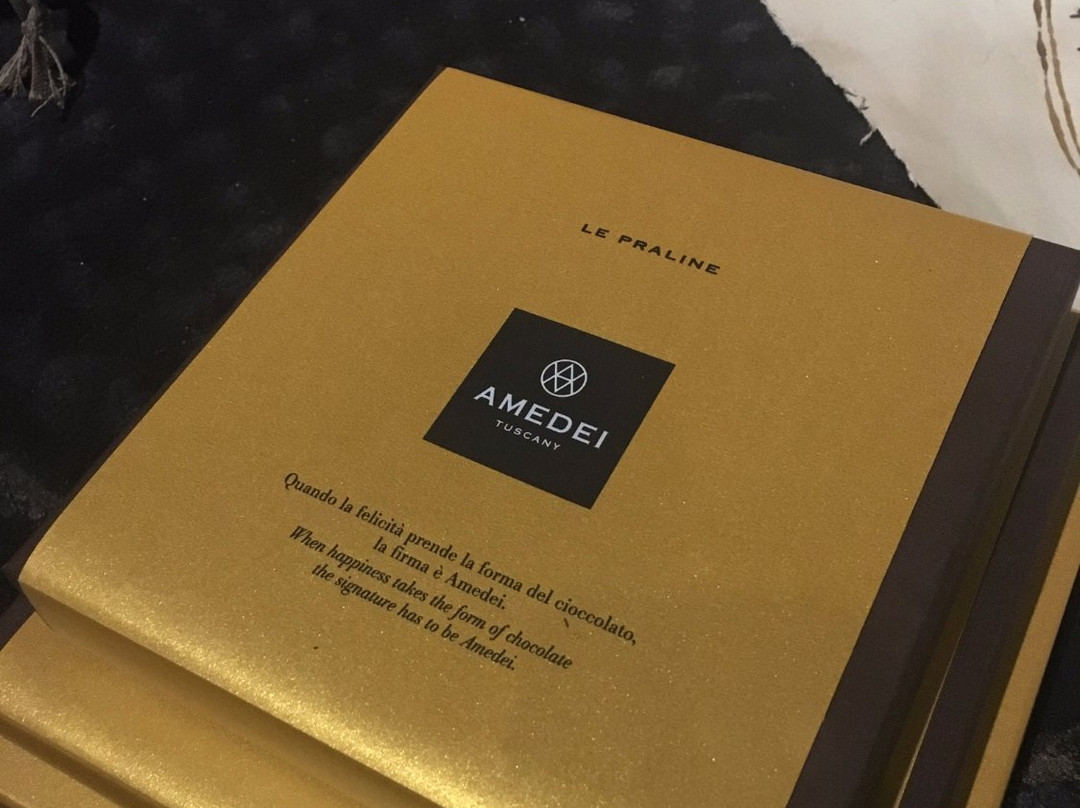 LE PRALINE
AMEDEI
TUSCANY
Quando la felicità prende la forma del cioccolato,
la firma è Amedei.
When happiness takes the form of chocolate
the signature has to be Amedei.